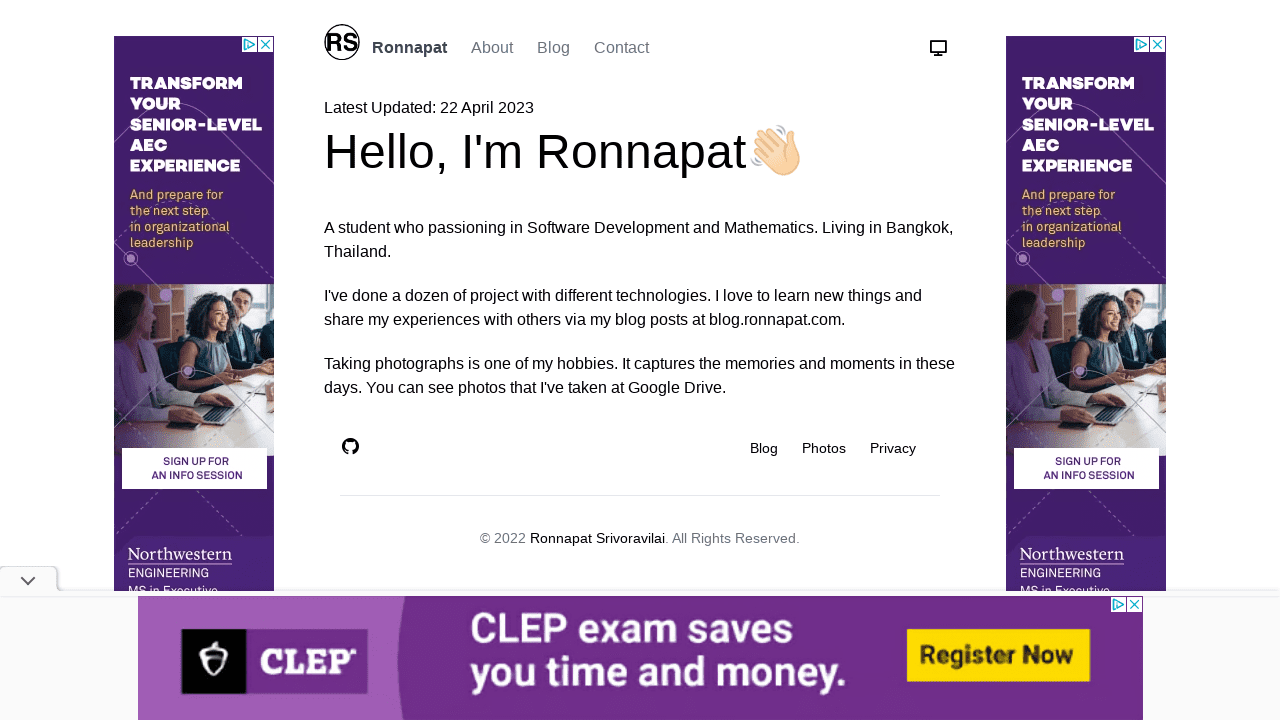 RS Ronnapat About Blog Contact
Latest Updated: 22 April 2023
Hello, I'm Ronnapat
A student who passioning in Software Development and Mathematics. Living in Bangkok,
Thailand.
I've done a dozen of project with different technologies. I love to learn new things and
share my experiences with others via my blog posts at blog.ronnapat.com.
Taking photographs is one of my hobbies. It captures the memories and moments in these
days. You can see photos that I've taken at Google Drive.
Blog Photos Privacy
© 2022 Ronnapat Srivoravilai. All Rights Reserved.
TRANSFORM
YOUR
SENIOR-LEVEL
AEC
EXPERIENCE
And prepare for
the next step
in organizational
leadership
SIGN UP FOR
AN INFO SESSION
Northwestern
ENGINEERING
MS in Executive
TRANSFORM
YOUR
SENIOR-LEVEL
AEC
EXPERIENCE
And prepare for
the next step
in organizational
leadership
SIGN UP FOR
AN INFO SESSION
Northwestern
ENGINEERING
MS in Executive
CLEP
CLEP exam saves
you time and money.
Register Now